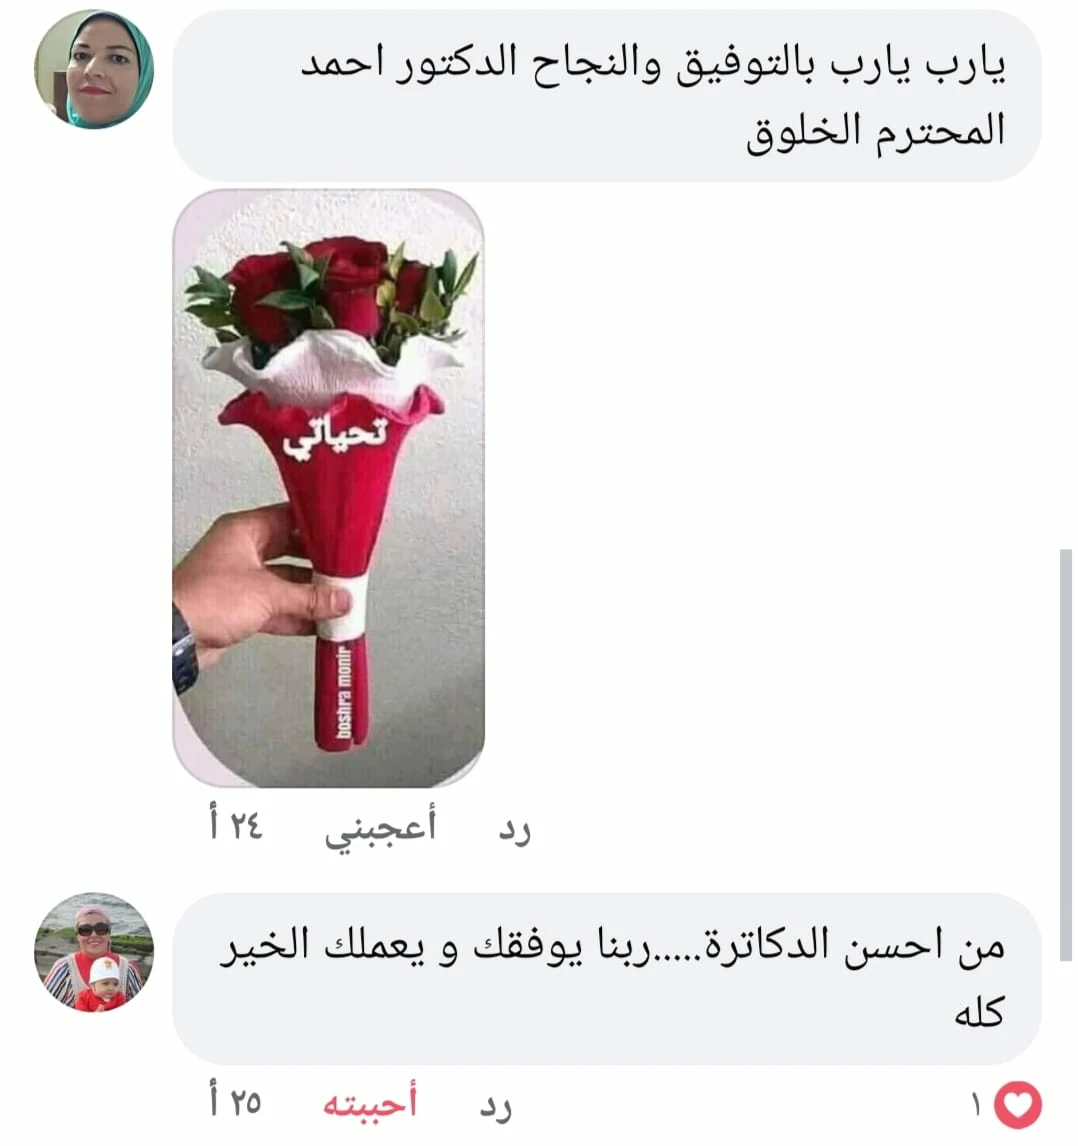 يارب يارب بالتوفيق والنجاح الدكتور احمد
المحترم الخلوق
تحياتي
boshra monir
رد أعجبني ٢٤ أ
من احسن الدكاترة.....ربنا يوفقك و يعملك الخير
كله
١ رد أحببته ٢٥ أ